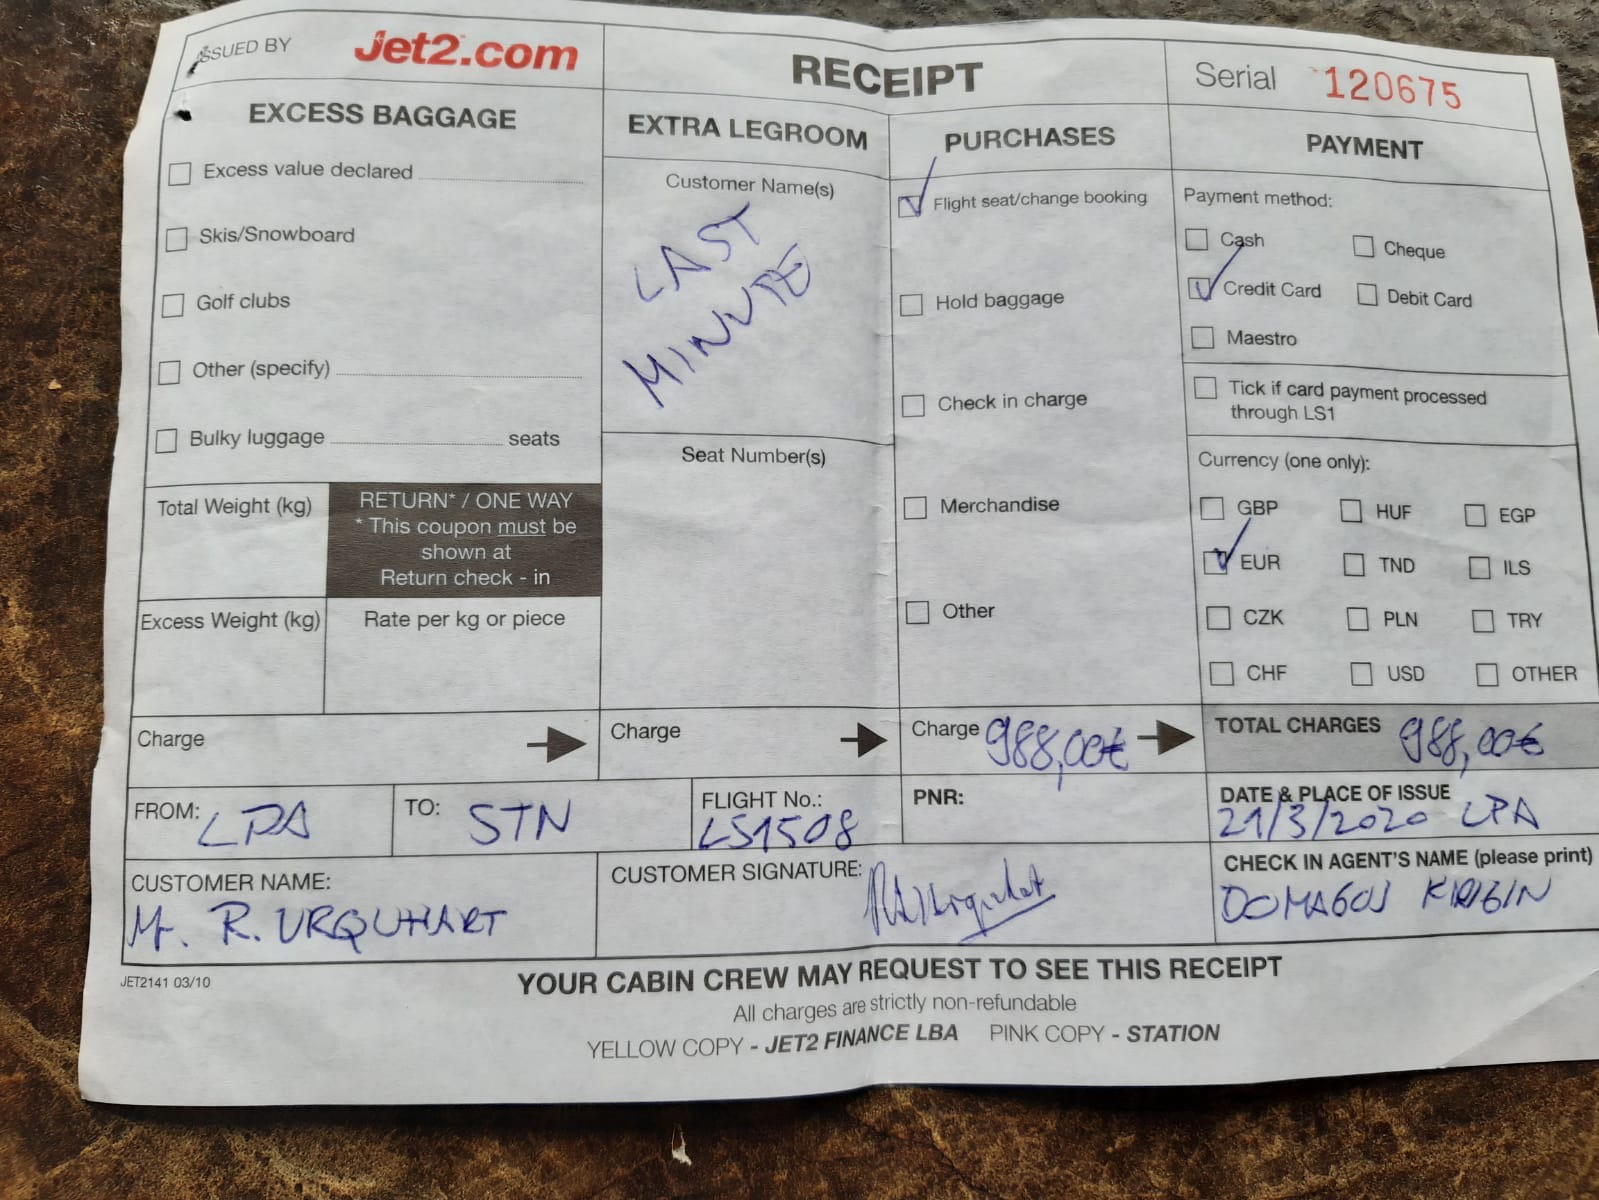 ISSUED BY Jet2.com
RECEIPT
Serial 120675
EXCESS BAGGAGE
Excess value declared
Skis/Snowboard
Golf clubs
Other (specify)
Bulky luggage seats
Total Weight (kg)
RETURN* / ONE WAY
* This coupon must be
shown at
Return check - in
Excess Weight (kg)
Rate per kg or piece
Charge
EXTRA LEGROOM
Customer Name(s)
LAST
MINUTE
Seat Number(s)
Charge
PURCHASES
Flight seat/change booking
Hold baggage
Check in charge
Merchandise
Other
Charge 988,00€
PAYMENT
Payment method:
Cash Cheque
Credit Card Debit Card
Maestro
Tick if card payment processed
through LS1
Currency (one only):
GBP HUF EGP
EUR TND ILS
CZK PLN TRY
CHF USD OTHER
TOTAL CHARGES 988,00€
FROM: LPA
TO: STN
FLIGHT No.:
LS1508
PNR:
DATE & PLACE OF ISSUE
21/3/2020 LPA
CUSTOMER NAME:
Mr. R. URQUHART
CUSTOMER SIGNATURE:
CHECK IN AGENT'S NAME (please print)
DOMAGOJ KIRIGIN
JET2141 03/10
YOUR CABIN CREW MAY REQUEST TO SEE THIS RECEIPT
All charges are strictly non-refundable
YELLOW COPY - JET2 FINANCE LBA PINK COPY - STATION